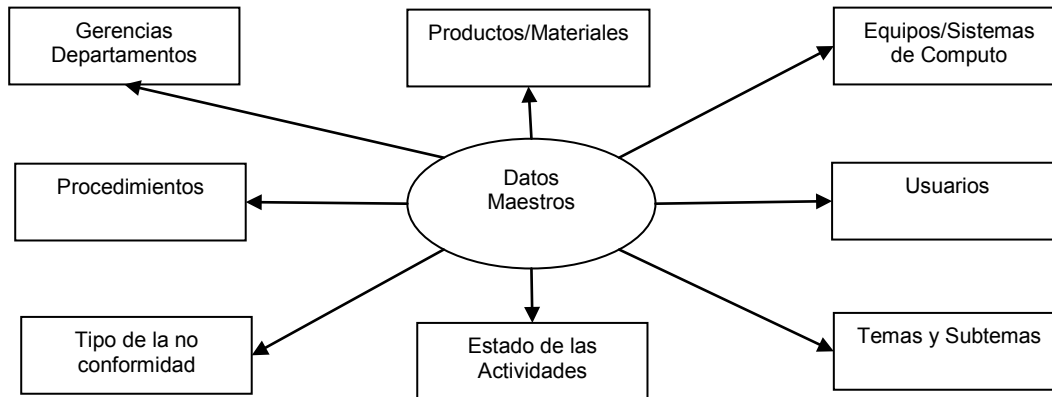 Gerencias
Departamentos
Productos/Materiales
Equipos/Sistemas
de Computo
Procedimientos
Datos
Maestros
Usuarios
Tipo de la no
conformidad
Estado de las
Actividades
Temas y Subtemas